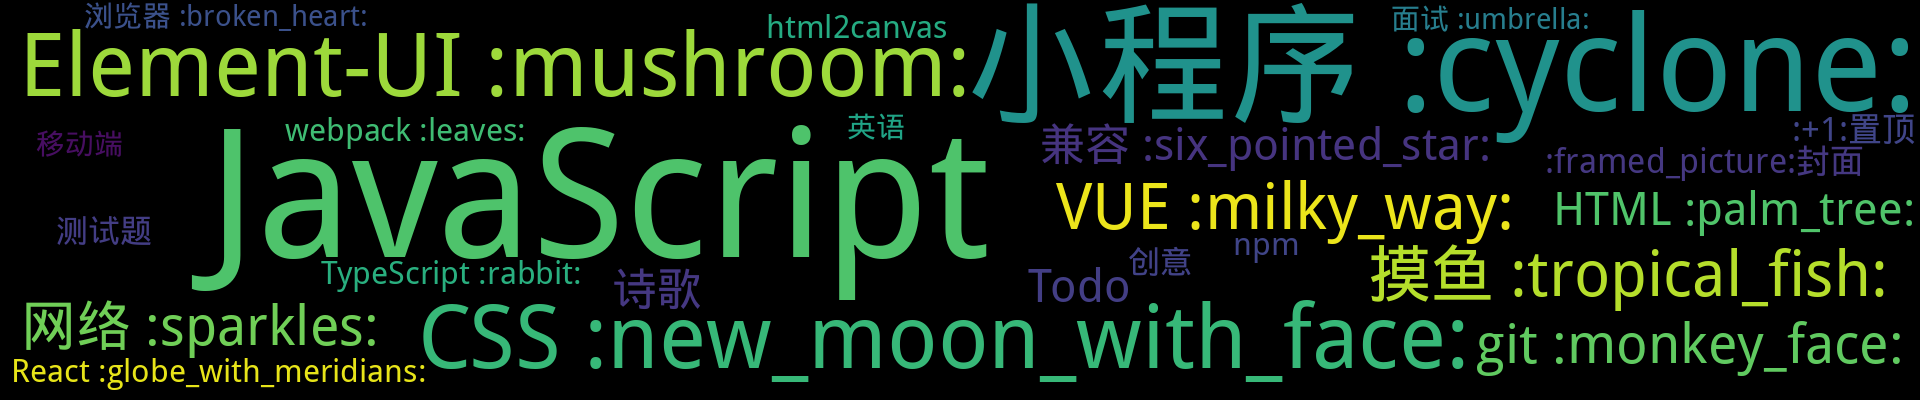 浏览器 :broken_heart:
html2canvas
面试 :umbrella:
Element-UI :mushroom:
小程序 :cyclone:
webpack :leaves:
英语
:+1:置顶
移动端
兼容 :six_pointed_star:
:framed_picture:封面
JavaScript
VUE :milky_way:
HTML :palm_tree:
测试题
npm
创意
TypeScript :rabbit:
诗歌
Todo
摸鱼 :tropical_fish:
网络 :sparkles:
CSS :new_moon_with_face:
git :monkey_face:
React :globe_with_meridians: